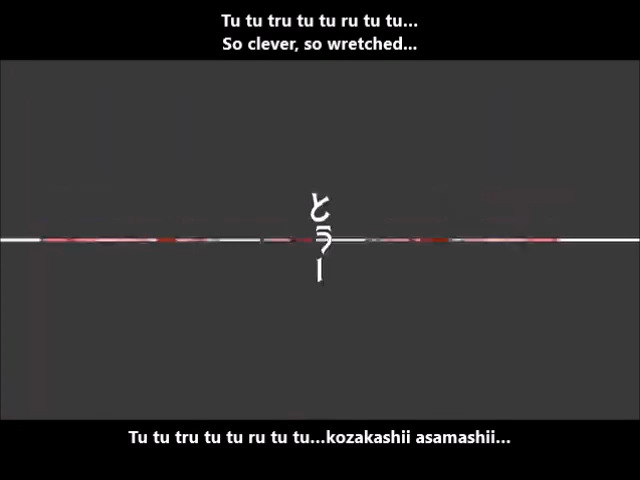 Tu tu tru tu tu ru tu tu...
So clever, so wretched...
とぅー
Tu tu tru tu tu ru tu tu...kozakashii asamashii...